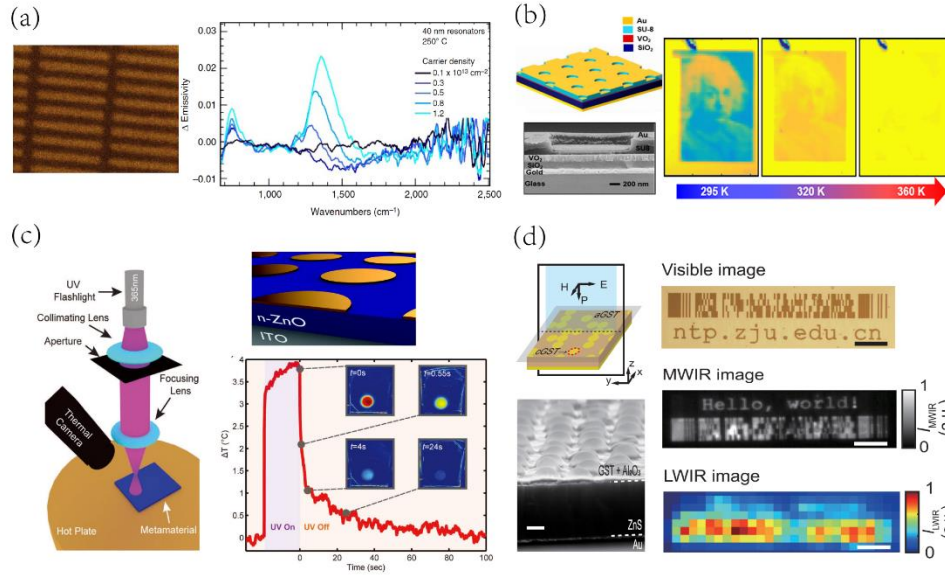 (a)
40 nm resonators
250° C
Carrier density
0.1 x 10¹³ cm⁻²
0.3
0.5
0.8
1.2
Δ Emissivity
0.03
0.02
0.01
0.00
-0.01
1,000
1,500
2,000
2,500
Wavenumbers (cm⁻¹)
(b)
Au
SU-8
VO₂
SiO₂
Au
SU8
VO₂
SiO₂
Gold
Glass
200 nm
295 K
320 K
360 K
(c)
365nm
UV
Flashlight
Collimating Lens
Aperture
Focusing
Lens
Thermal
Camera
Hot Plate
Metamaterial
n-ZnO
ITO
ΔT (°C)
4
3.5
3
2.5
2
1.5
1
0.5
0
t=0s
t=0.55s
t=4s
t=24s
UV On
UV Off
0
20
40
60
80
100
Time (sec)
(d)
H
E
P
aGST
cGST
z
x
y
GST + Al₂O₃
ZnS
Au
Visible image
ntp.zju.edu.cn
MWIR image
Hello, world!
1
0
I MWIR
LWIR image
1
0
I LWIR